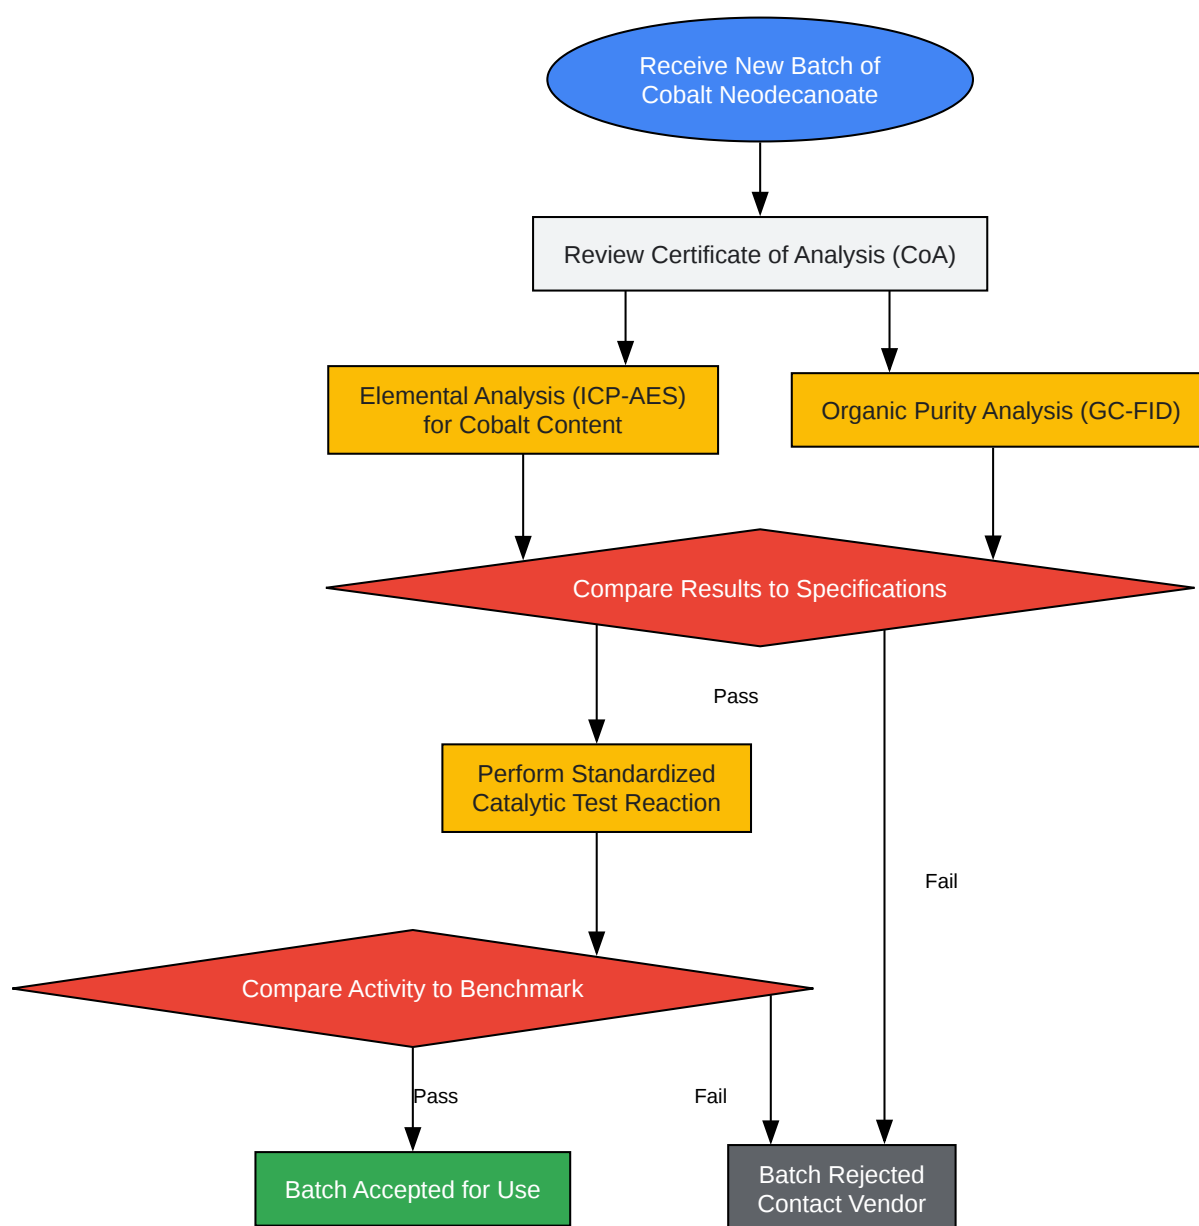 Receive New Batch of
Cobalt Neodecanoate
Review Certificate of Analysis (CoA)
Elemental Analysis (ICP-AES)
for Cobalt Content
Organic Purity Analysis (GC-FID)
Compare Results to Specifications
Pass
Perform Standardized
Catalytic Test Reaction
Fail
Compare Activity to Benchmark
Pass
Fail
Batch Accepted for Use
Batch Rejected
Contact Vendor